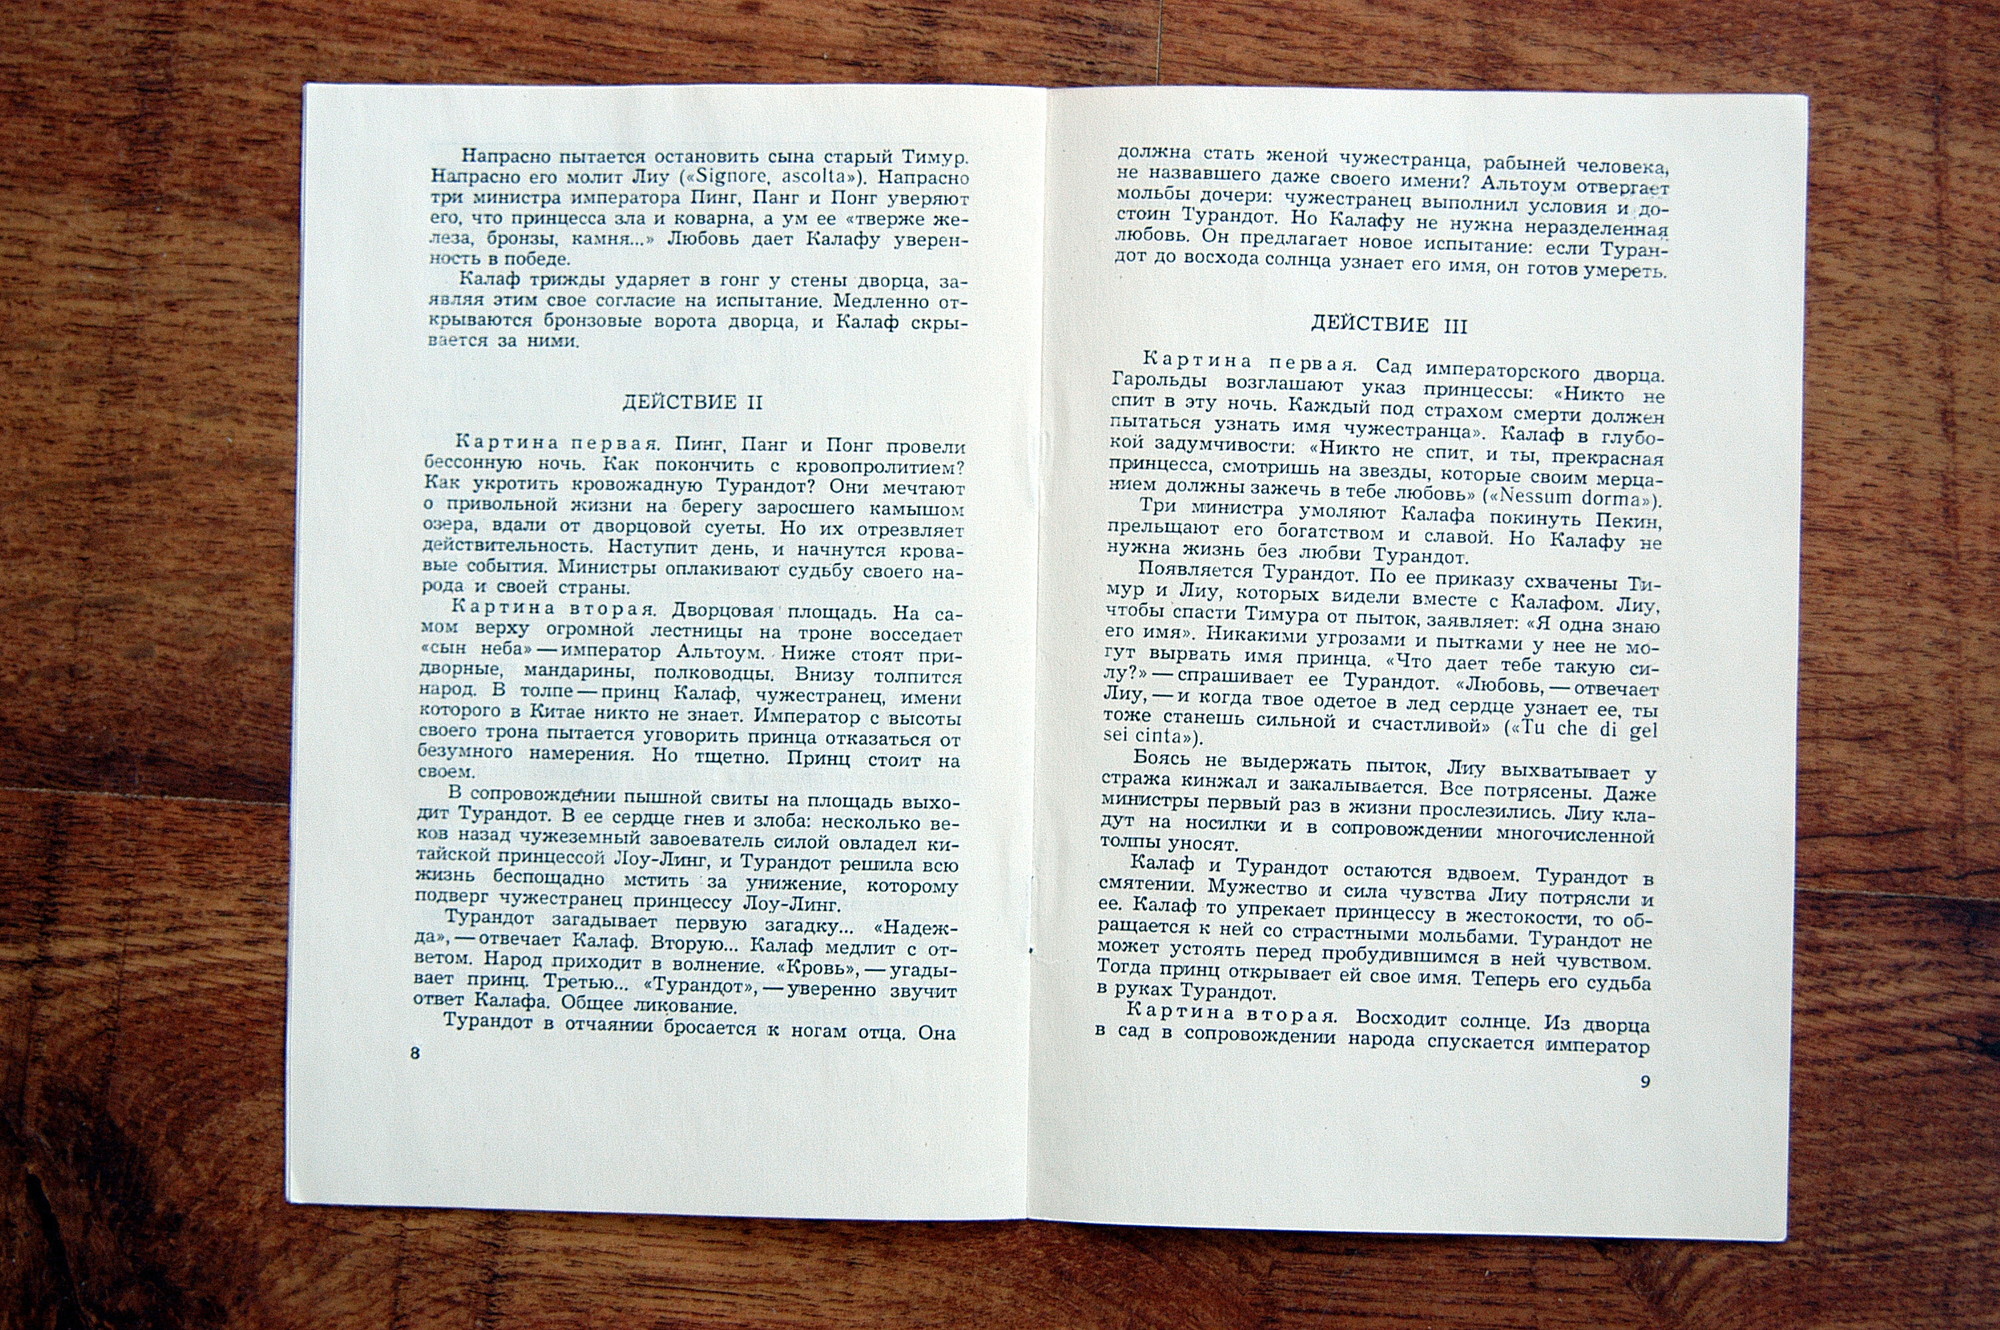 Напрасно пытается остановить сына старый Тимур.
Напрасно его молит Лиу («Signore, ascolta»). Напрасно
три министра императора Пинг, Панг и Понг уверяют
его, что принцесса зла и коварна, а ум ее «тверже же-
леза, бронзы, камня...» Любовь дает Калафу уверен-
ность в победе.
Калаф трижды ударяет в гонг у стены дворца, за-
являя этим свое согласие на испытание. Медленно от-
крываются бронзовые ворота дворца, и Калаф скры-
вается за ними.
ДЕЙСТВИЕ II
Картина первая. Пинг, Панг и Понг провели
бессонную ночь. Как покончить с кровопролитием?
Как укротить кровожадную Турандот? Они мечтают
о привольной жизни на берегу заросшего камышом
озера, вдали от дворцовой суеты. Но их отрезвляет
действительность. Наступит день, и начнутся крова-
вые события. Министры оплакивают судьбу своего на-
рода и своей страны.
Картина вторая. Дворцовая площадь. На са-
мом верху огромной лестницы на троне восседает
«сын неба» — император Альтоум. Ниже стоят при-
дворные, мандарины, полководцы. Внизу толпится
народ. В толпе — принц Калаф, чужестранец, имени
которого в Китае никто не знает. Император с высоты
своего трона пытается уговорить принца отказаться от
безумного намерения. Но тщетно. Принц стоит на
своем.
В сопровождении пышной свиты на площадь выхо-
дит Турандот. В ее сердце гнев и злоба: несколько ве-
ков назад чужеземный завоеватель силой овладел ки-
тайской принцессой Лоу-Линг, и Турандот решила всю
жизнь беспощадно мстить за унижение, которому
подверг чужестранец принцессу Лоу-Линг.
Турандот загадывает первую загадку... «Надеж-
да», — отвечает Калаф. Вторую... Калаф медлит с от-
ветом. Народ приходит в волнение. «Кровь», — угады-
вает принц. Третью... «Турандот», — уверенно звучит
ответ Калафа. Общее ликование.
Турандот в отчаянии бросается к ногам отца. Она
8
должна стать женой чужестранца, рабыней человека,
не назвавшего даже своего имени? Альтоум отвергает
мольбы дочери: чужестранец выполнил условия и до-
стоин Турандот. Но Калафу не нужна неразделенная
любовь. Он предлагает новое испытание: если Туран-
дот до восхода солнца узнает его имя, он готов умереть.
ДЕЙСТВИЕ III
Картина первая. Сад императорского дворца.
Гарольды возглашают указ принцессы: «Никто не
спит в эту ночь. Каждый под страхом смерти должен
пытаться узнать имя чужестранца». Калаф в глубо-
кой задумчивости: «Никто не спит, и ты, прекрасная
принцесса, смотришь на звезды, которые своим мерца-
нием должны зажечь в тебе любовь» («Nessum dorma»).
Три министра умоляют Калафа покинуть Пекин,
прельщают его богатством и славой. Но Калафу не
нужна жизнь без любви Турандот.
Появляется Турандот. По ее приказу схвачены Ти-
мур и Лиу, которых видели вместе с Калафом. Лиу,
чтобы спасти Тимура от пыток, заявляет: «Я одна знаю
его имя». Никакими угрозами и пытками у нее не мо-
гут вырвать имя принца. «Что дает тебе такую си-
лу?» — спрашивает ее Турандот. «Любовь, — отвечает
Лиу, — и когда твое одетое в лед сердце узнает ее, ты
тоже станешь сильной и счастливой» («Tu che di gel
sei cinta»).
Боясь не выдержать пыток, Лиу выхватывает у
стража кинжал и закалывается. Все потрясены. Даже
министры первый раз в жизни прослезились. Лиу кла-
дут на носилки и в сопровождении многочисленной
толпы уносят.
Калаф и Турандот остаются вдвоем. Турандот в
смятении. Мужество и сила чувства Лиу потрясли и
ее. Калаф то упрекает принцессу в жестокости, то об-
ращается к ней со страстными мольбами. Турандот не
может устоять перед пробудившимся в ней чувством.
Тогда принц открывает ей свое имя. Теперь его судьба
в руках Турандот.
Картина вторая. Восходит солнце. Из дворца
в сад в сопровождении народа спускается император
9